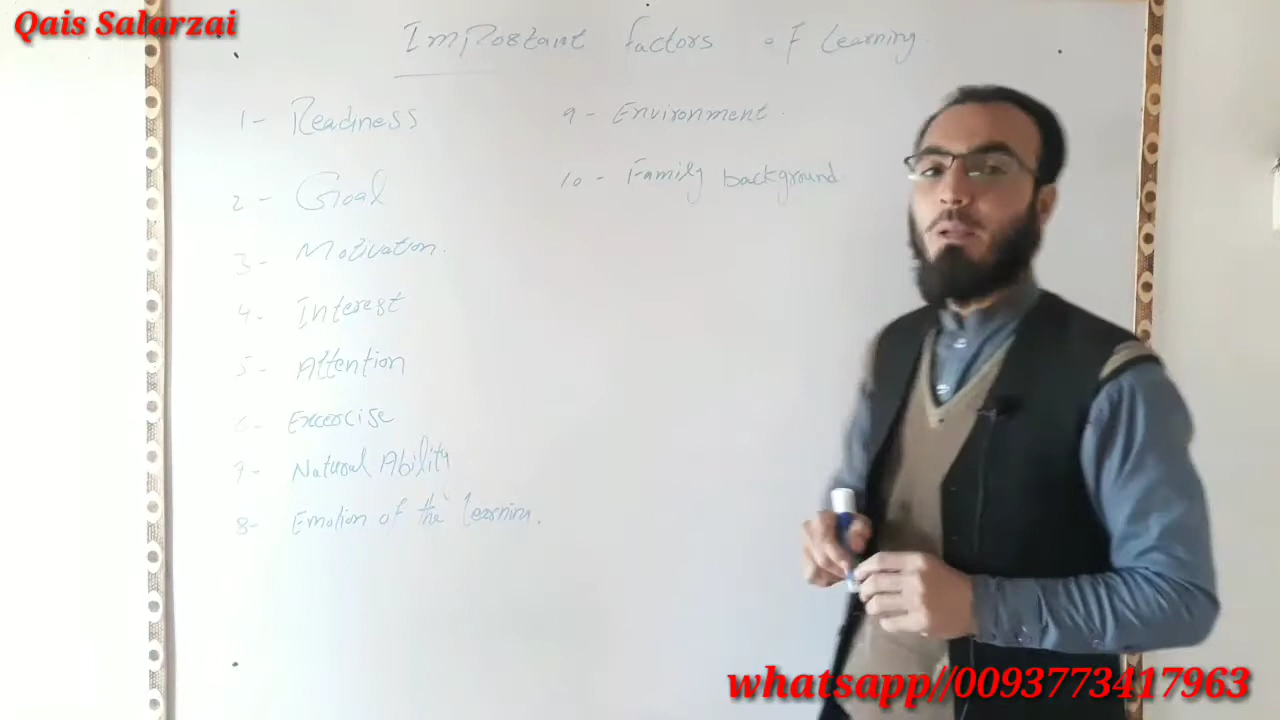 Qais Salarzai
Important factors of Learning
1- Readiness
2- Goal
3- Motivation.
4- Interest
5- Attention
6- Excercise
7- Natural Ability
8- Emotion of the learning.
9- Environment
10- Family background
whatsapp//0093773417963